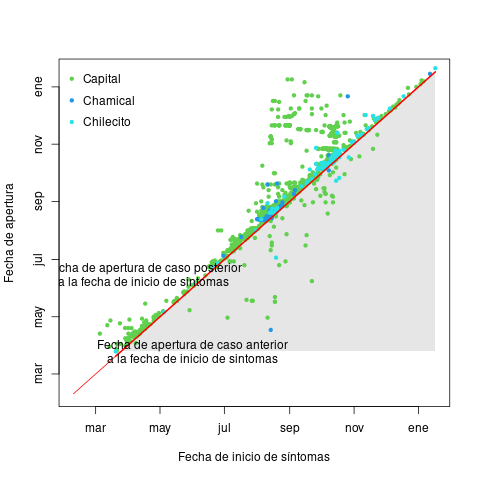 Capital
Chamical
Chilecito
Fecha de apertura
ene
nov
sep
jul
may
mar
cha de apertura de caso posterior
a la fecha de inicio de síntomas
Fecha de apertura de caso anterior
a la fecha de inicio de sintomas
mar may jul sep nov ene
Fecha de inicio de síntomas